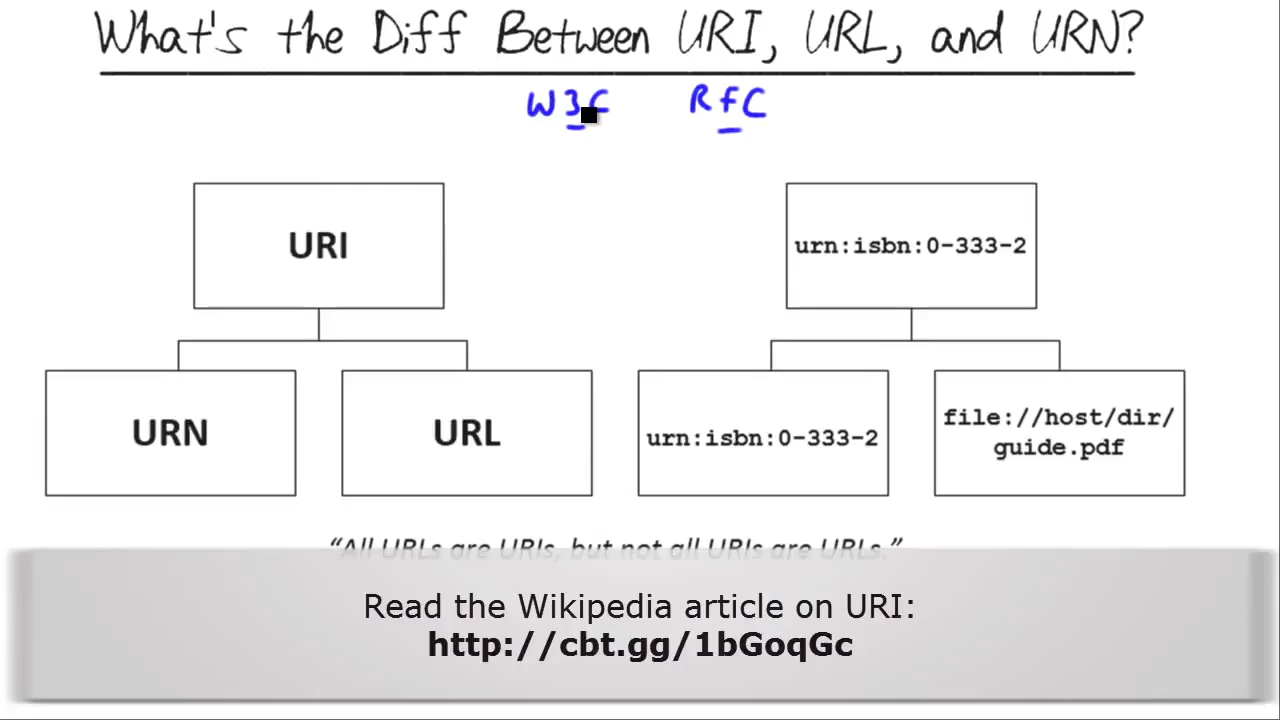 What's the Diff Between URI, URL, and URN?
W3C RFC
URI
urn:isbn:0-333-2
URN
URL
urn:isbn:0-333-2
file://host/dir/
guide.pdf
“All URLs are URIs, but not all URIs are URLs.”
Read the Wikipedia article on URI:
http://cbt.gg/1bGoqGc